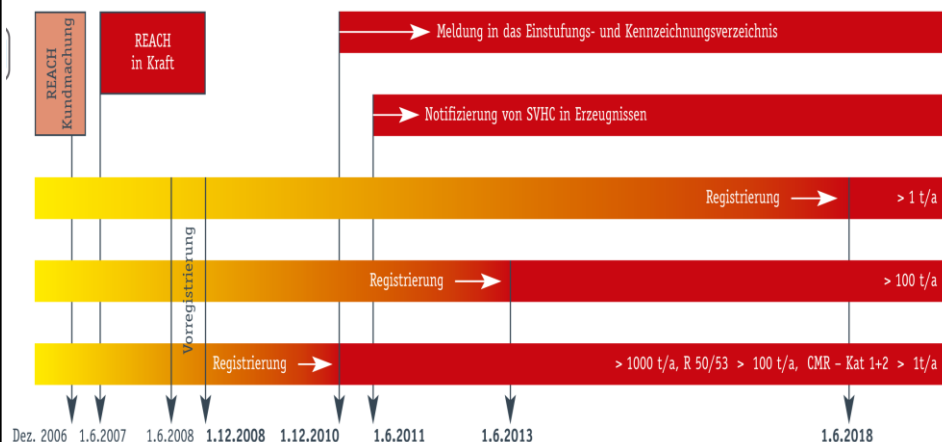 REACH
Kundmachung
REACH
in Kraft
Meldung in das Einstufungs- und Kennzeichnungsverzeichnis
Notifizierung von SVHC in Erzeugnissen
Registrierung
> 1 t/a
Vorregistrierung
Registrierung
> 100 t/a
Registrierung
> 1000 t/a, R 50/53 > 100 t/a, CMR – Kat 1+2 > 1t/a
Dez. 2006 1.6.2007 1.6.2008 1.12.2008 1.12.2010 1.6.2011 1.6.2013 1.6.2018